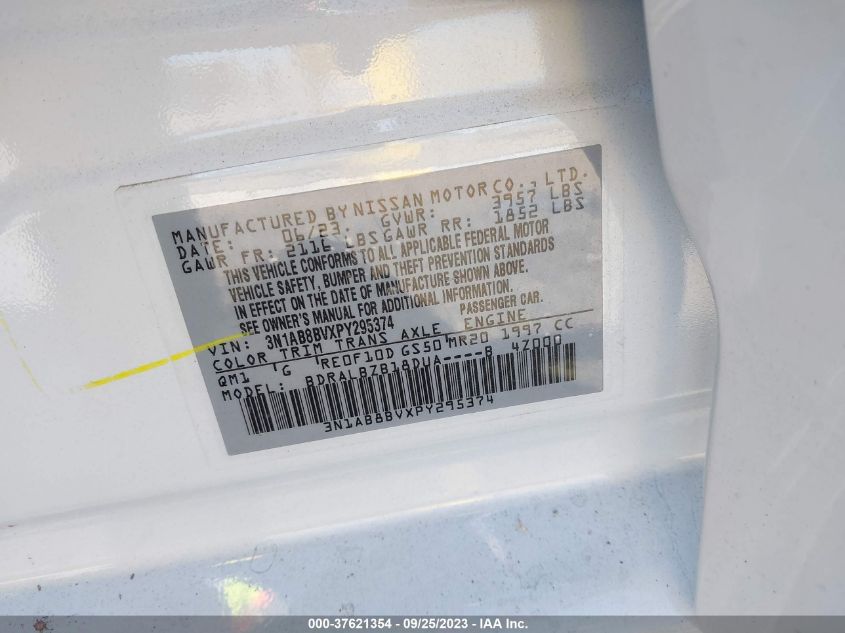 MANUFACTURED BY NISSAN MOTOR CO., LTD.
DATE: 06/23 GVWR: 3957 LBS
GAWR FR: 2116 LBS GAWR RR: 1852 LBS
THIS VEHICLE CONFORMS TO ALL APPLICABLE FEDERAL MOTOR
VEHICLE SAFETY, BUMPER AND THEFT PREVENTION STANDARDS
IN EFFECT ON THE DATE OF MANUFACTURE SHOWN ABOVE.
SEE OWNER'S MANUAL FOR ADDITIONAL INFORMATION.
VIN: 3N1AB8BVXPY295374 PASSENGER CAR.
COLOR TRIM TRANS AXLE ENGINE
QM1 'G 'RE0F10D GS50 MR20 1997 CC
MODEL: BDRALBZB18DUA----B 4Z000
3N1AB8BVXPY295374
000-37621354 - 09/25/2023 - IAA Inc.